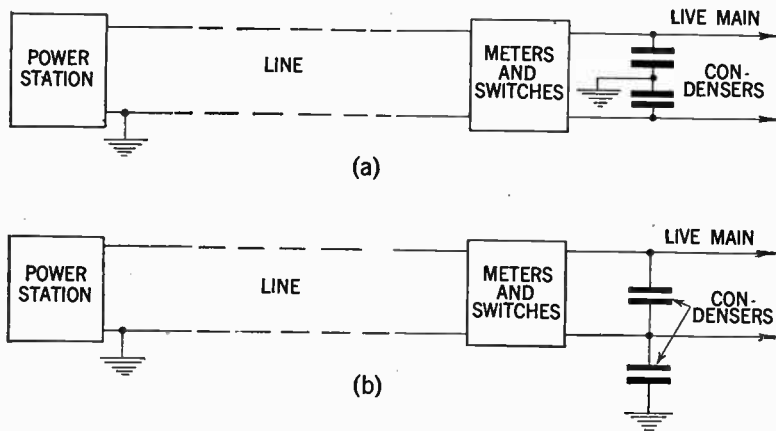 LIVE MAIN
POWER
STATION
LINE
METERS
AND
SWITCHES
CON-
DENSERS
(a)
LIVE MAIN
POWER
STATION
LINE
METERS
AND
SWITCHES
CON-
DENSERS
(b)